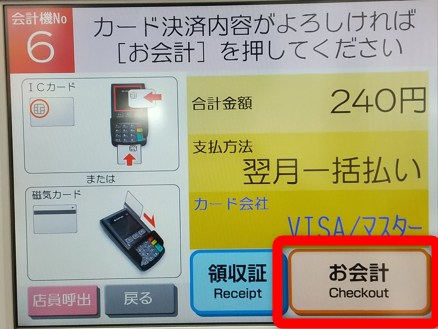 会計機No
6
カード決済内容がよろしければ
[お会計]を押してください
ICカード
または
磁気カード
合計金額 240円
支払方法
翌月一括払い
カード会社
VISA/マスター
店員呼出
戻る
領収証
Receipt
お会計
Checkout